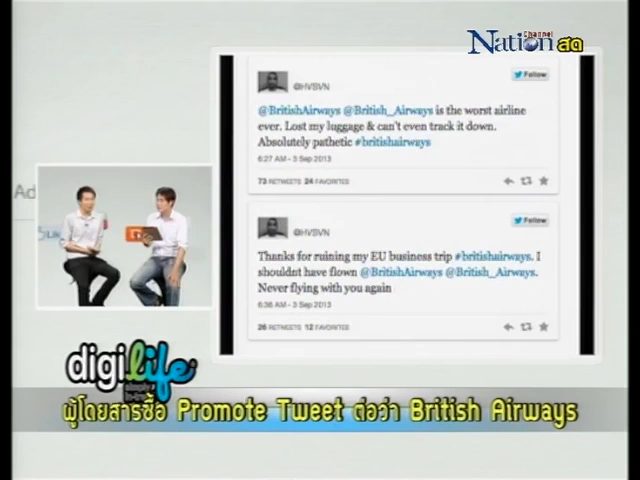 Nation
Channel
สด
Follow
@HVSVN
@BritishAirways @British_Airways is the worst airline
ever. Lost my luggage & can't even track it down.
Absolutely pathetic #britishairways
6:27 AM - 3 Sep 2013
73 RETWEETS 24 FAVORITES
Follow
@HVSVN
Thanks for ruining my EU business trip #britishairways. I
shouldnt have flown @BritishAirways @British_Airways.
Never flying with you again
6:36 AM - 3 Sep 2013
26 RETWEETS 12 FAVORITES
Ad
digilife
ผู้โดยสารซื้อ Promote Tweet ต่อว่า British Airways